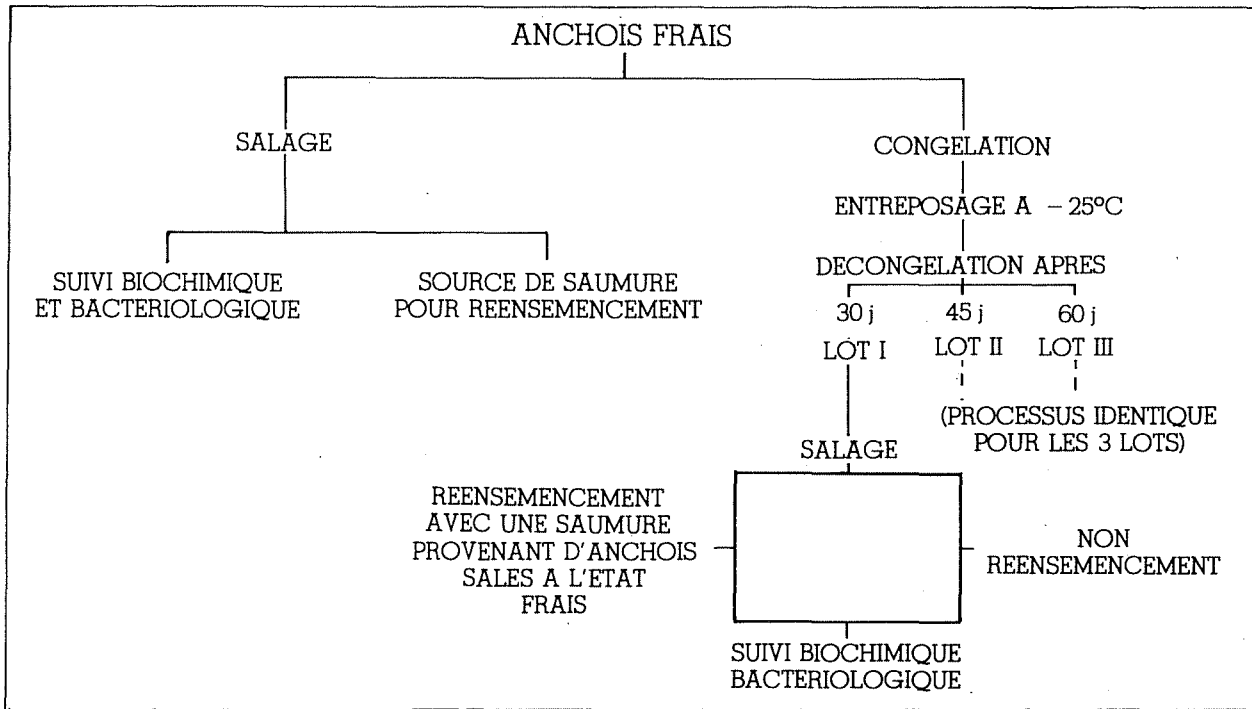 ANCHOIS FRAIS
SALAGE
CONGELATION
ENTREPOSAGE A - 25°C
SUIVI BIOCHIMIQUE
ET BACTERIOLOGIQUE
SOURCE DE SAUMURE
POUR REENSEMENCEMENT
DECONGELATION APRES
30 j 45 j 60 j
LOT I LOT II LOT III
(PROCESSUS IDENTIQUE
POUR LES 3 LOTS)
SALAGE
REENSEMENCEMENT
AVEC UNE SAUMURE
PROVENANT D'ANCHOIS
SALES A L'ETAT
FRAIS
NON
REENSEMENCEMENT
SUIVI BIOCHIMIQUE
BACTERIOLOGIQUE